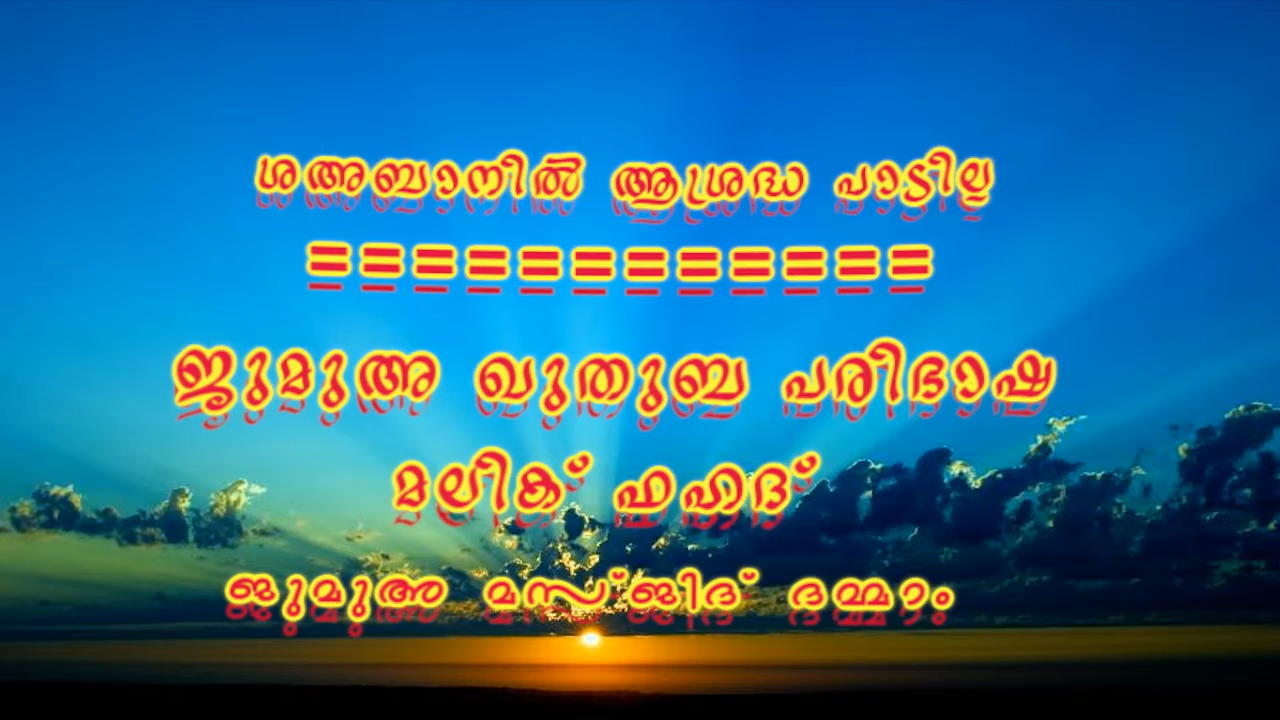 ശഅബാനിൽ ആശ്രദ്ധ പാടില്ല
============
ജുമുഅ ഖുതുബ പരിഭാഷ
മലിക് ഫഹദ്
ജുമുഅ മസ്ജിദ് ദമ്മാം